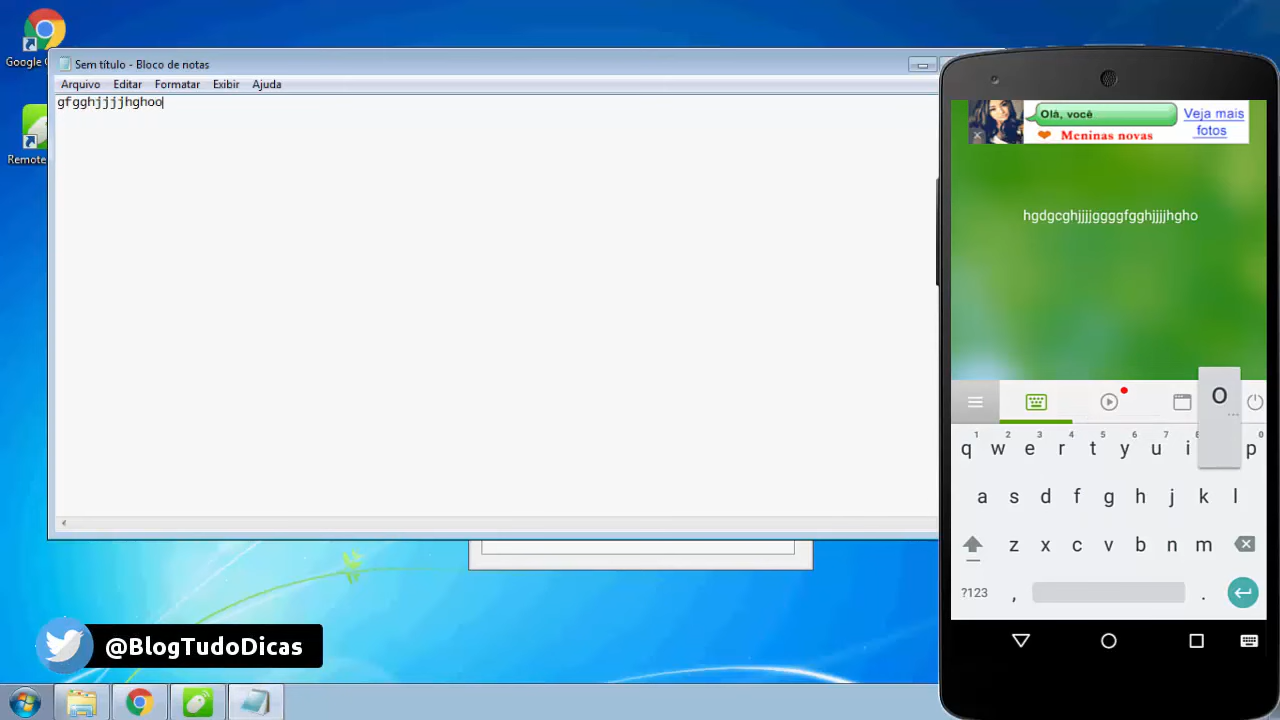 Google C
Remote
Sem título - Bloco de notas
Arquivo Editar Formatar Exibir Ajuda
gfgghjjjjhghoo
@BlogTudoDicas
Olá, você
Meninas novas
Veja mais
fotos
hgdgcghjjjjggggfgghjjjjhgho
o
1 2 3 4 5 6 7 8 0
q w e r t y u i p
a s d f g h j k l
z x c v b n m
?123 , .